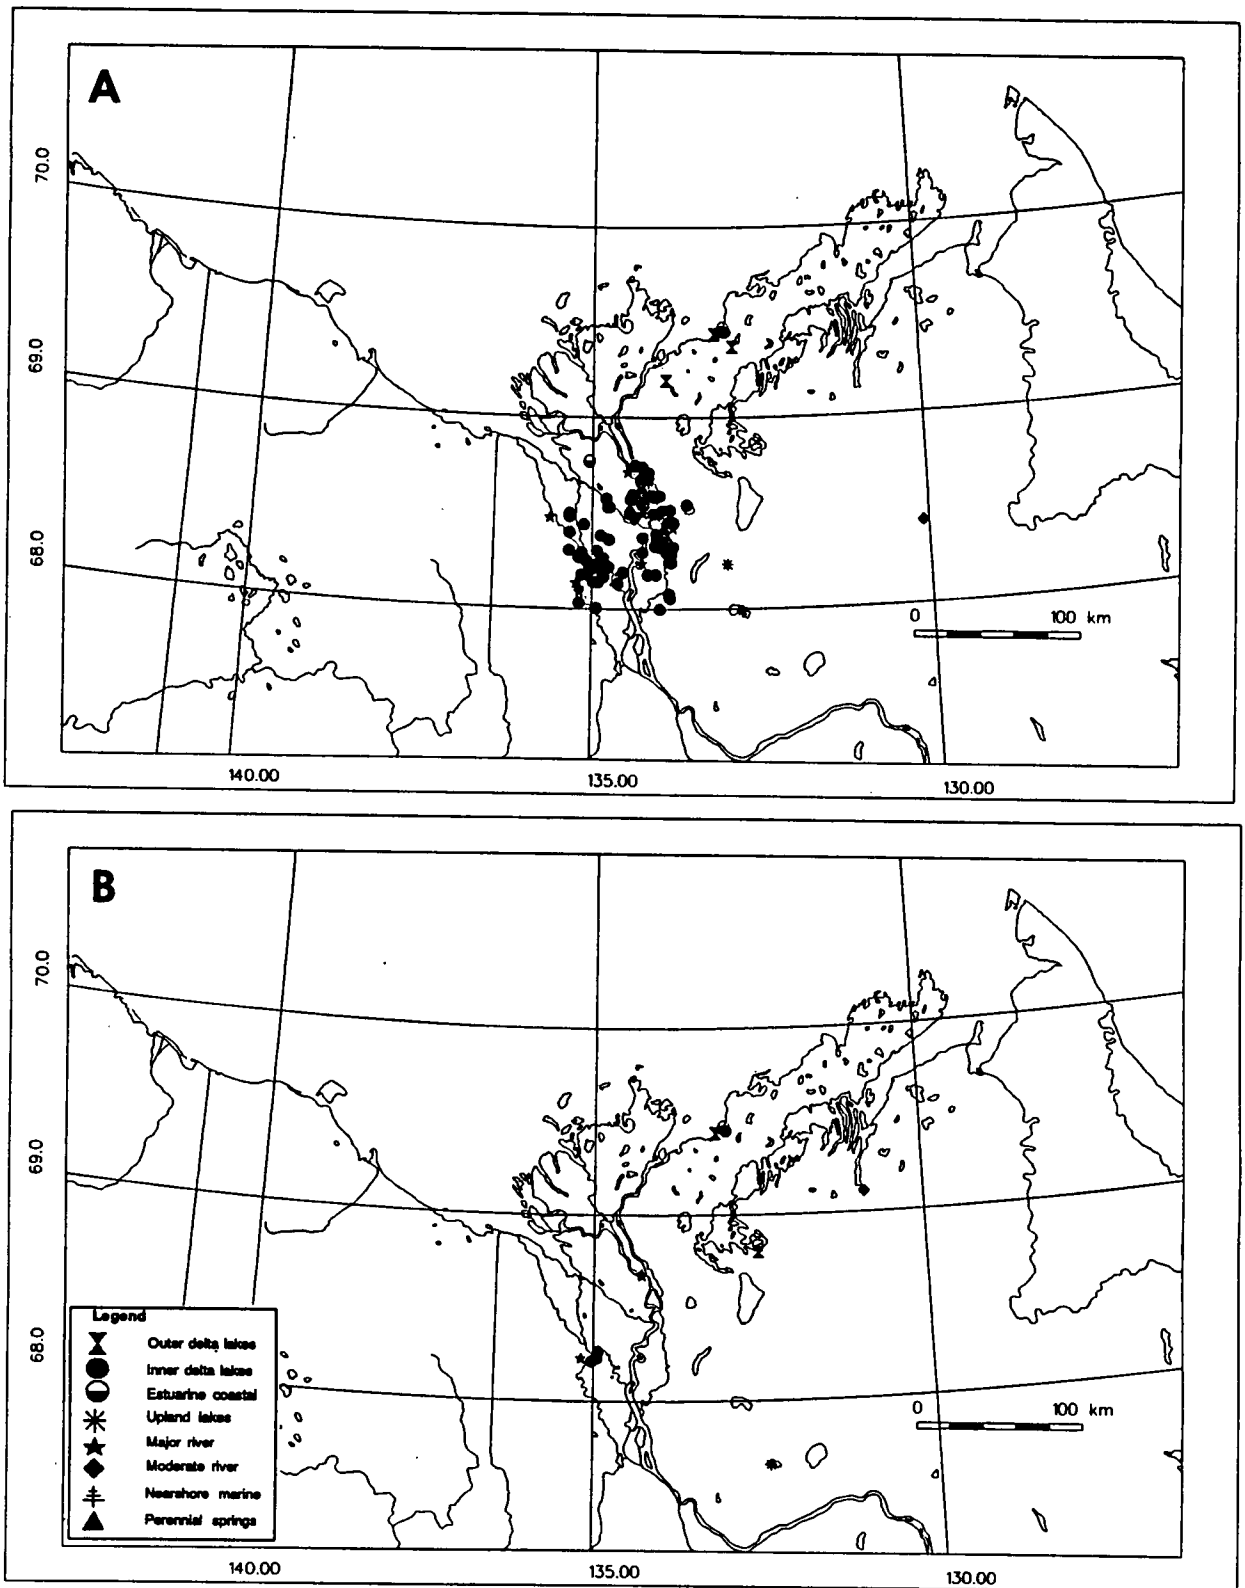 A
70.0
69.0
68.0
0 100 km
140.00 135.00 130.00
B
70.0
69.0
68.0
Legend
Outer delta lakes
Inner delta lakes
Estuarine coastal
Upland lakes
Major river
Moderate river
Nearshore marine
Perennial springs
0 100 km
140.00 135.00 130.00